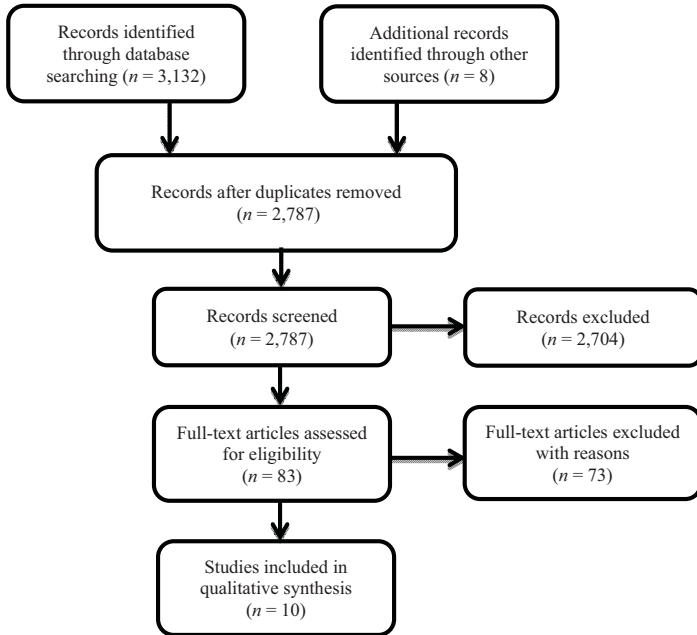 Records identified
through database
searching (n = 3,132)
Additional records
identified through other
sources (n = 8)
Records after duplicates removed
(n = 2,787)
Records screened
(n = 2,787)
Records excluded
(n = 2,704)
Full-text articles assessed
for eligibility
(n = 83)
Full-text articles excluded
with reasons
(n = 73)
Studies included in
qualitative synthesis
(n = 10)